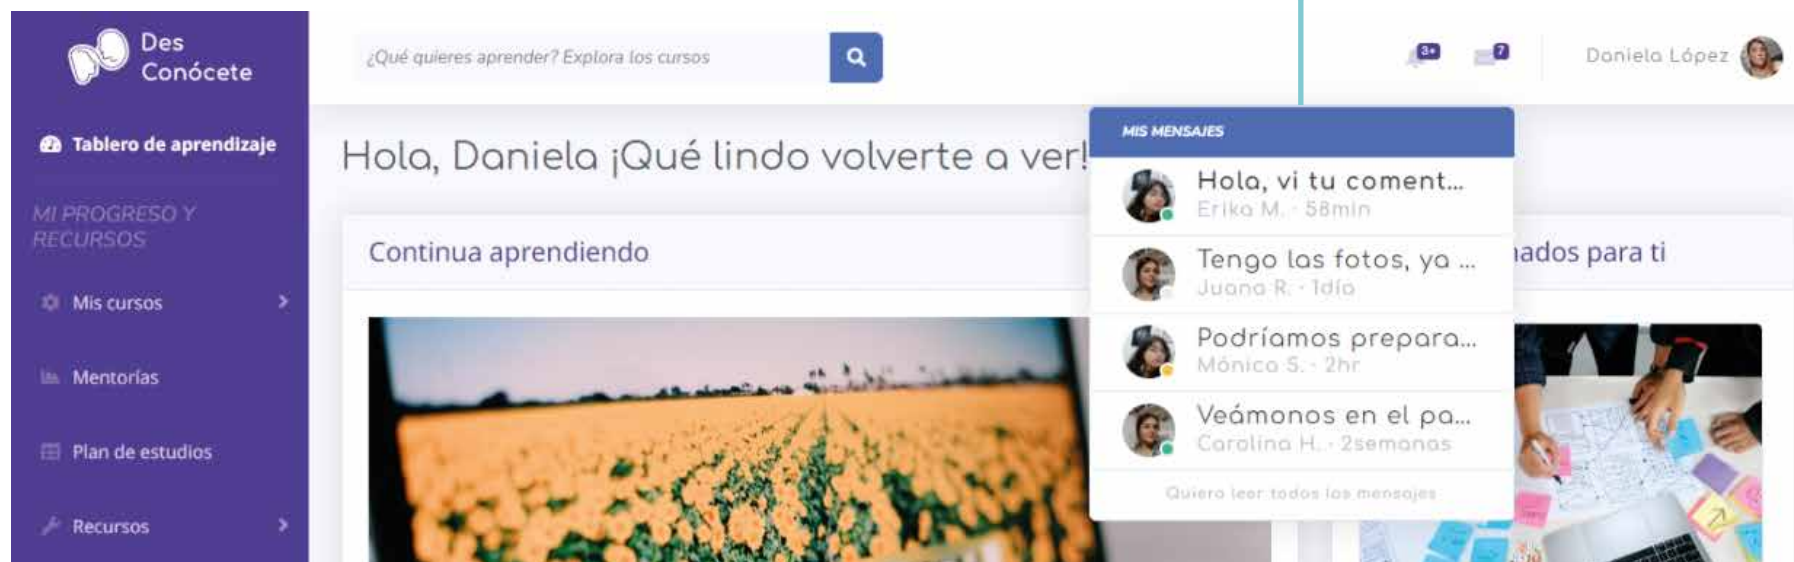 Des
Conócete
¿Qué quieres aprender? Explora los cursos
3+
7
Daniela López
Tablero de aprendizaje
Hola, Daniela ¡Qué lindo volverte a ver!
MI PROGRESO Y
RECURSOS
Mis cursos
Mentorías
Plan de estudios
Recursos
Continua aprendiendo
MIS MENSAJES
Hola, vi tu coment...
Erika M. · 58min
Tengo las fotos, ya ...
Juana R. · 1día
Podríamos prepara...
Mónica S. · 2hr
Veámonos en el pa...
Carolina H. · 2semanas
Quiero leer todos los mensajes
nados para ti